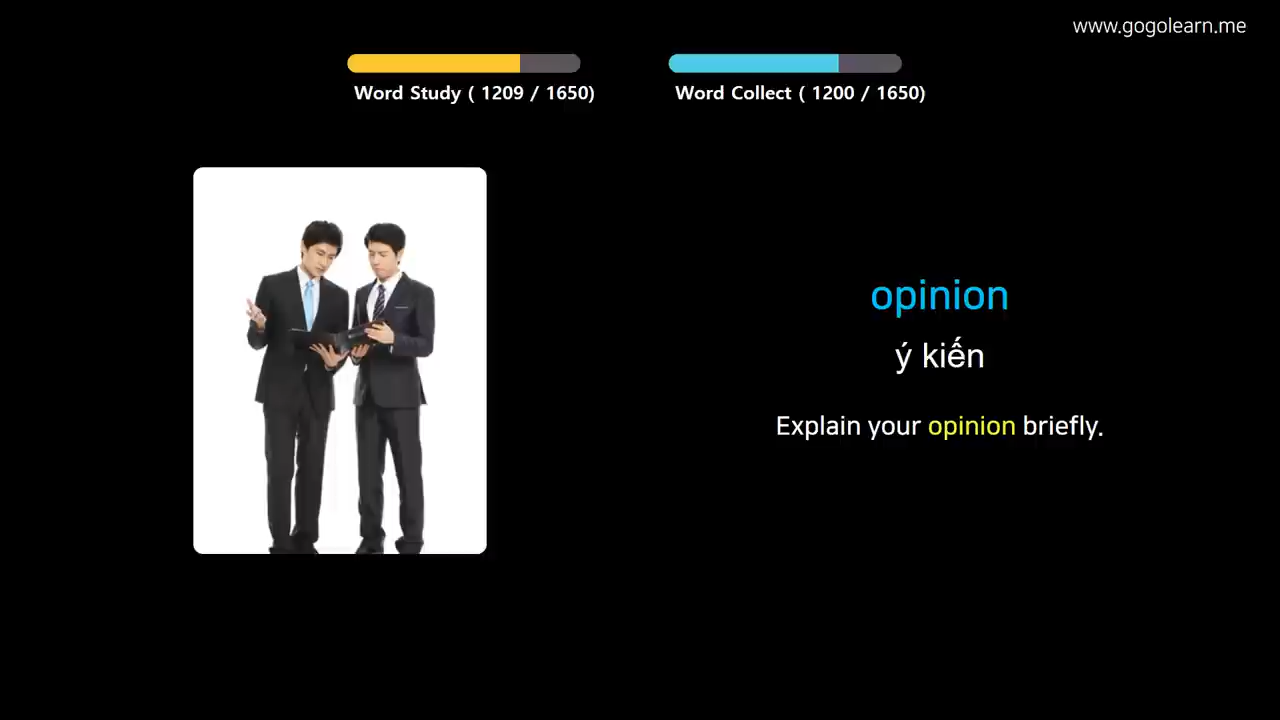 www.gogolearn.me
Word Study ( 1209 / 1650)
Word Collect ( 1200 / 1650)
opinion
ý kiến
Explain your opinion briefly.